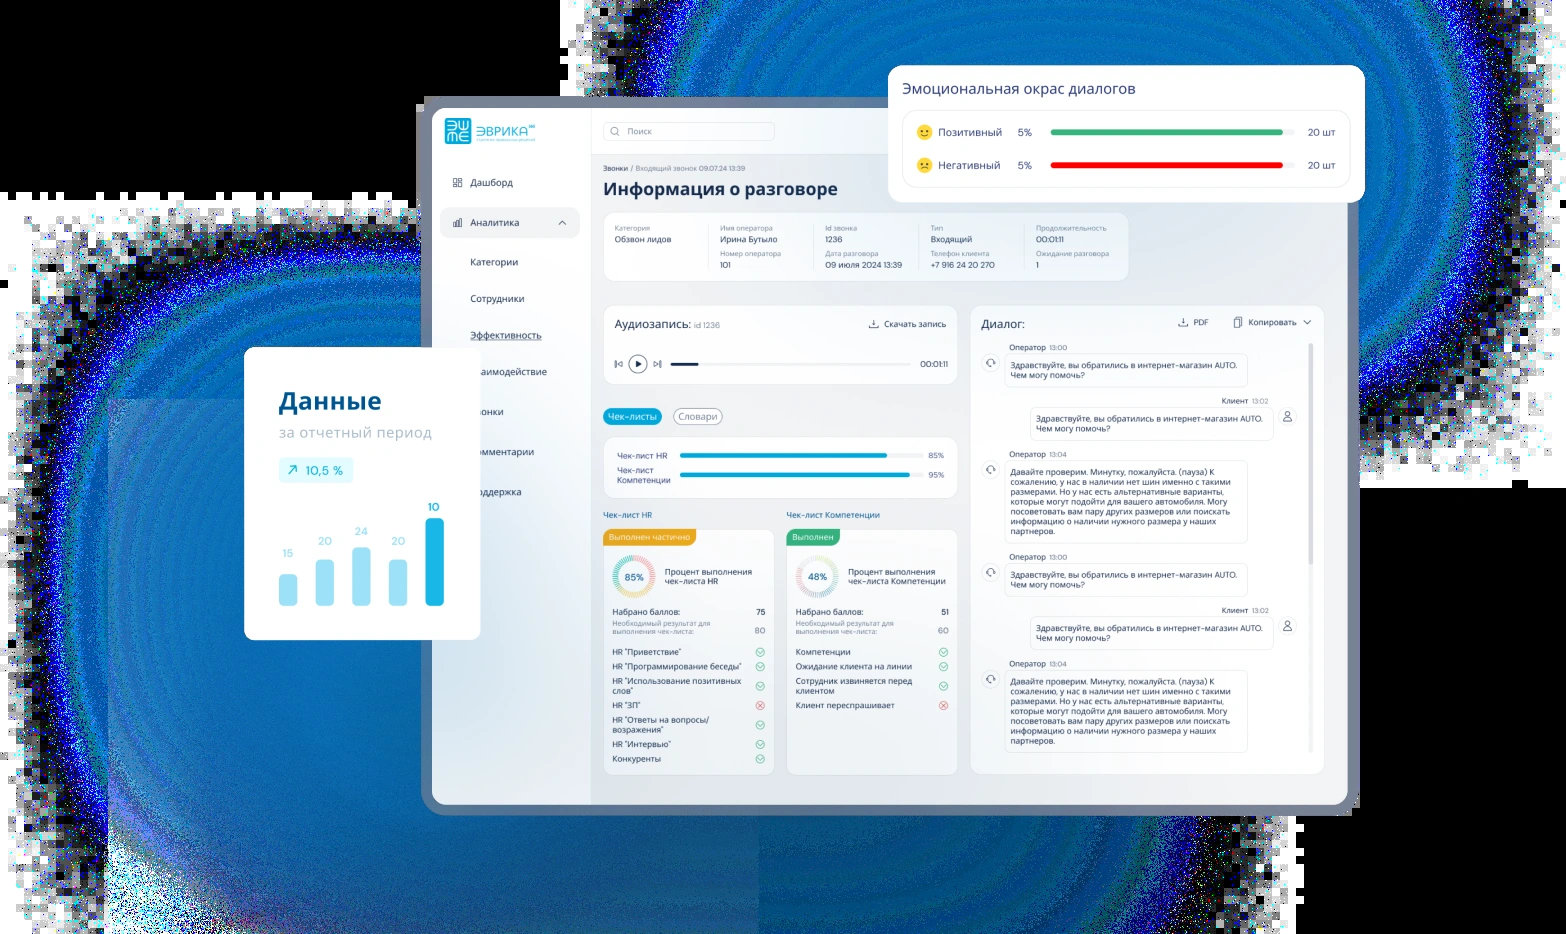 ЭВРИКА
Дашборд
Аналитика
Категории
Сотрудники
Эффективность
аимодействие
онки
омментарии
оддержка
Данные
за отчетный период
10,5 %
15
20
24
20
10
Поиск
Звонки / Входящий звонок 09.07.24 13:39
Информация о разговоре
Категория
Обзвон лидов
Имя оператора
Ирина Бутыло
Номер оператора
101
Id звонка
1236
Дата разговора
09 июля 2024 13:39
Тип
Входящий
Телефон клиента
+7 916 24 20 270
Продолжительность
00:01:11
Ожидание разговора
1
Эмоциональная окрас диалогов
Позитивный 5% 20 шт
Негативный 5% 20 шт
Аудиозапись: id 1236
Скачать запись
00:01:11
Чек-листы
Словари
Чек-лист HR 85%
Чек-лист
Компетенции 95%
Чек-лист HR
Выполнен частично
85%
Процент выполнения
чек-листа HR
Набрано баллов: 75
Необходимый результат для
выполнения чек-листа: 80
HR "Приветствие"
HR "Программирование беседы"
HR "Использование позитивных
слов"
HR "ЗП"
HR "Ответы на вопросы/
возражения"
HR "Интервью"
Конкуренты
Чек-лист Компетенции
Выполнен
48%
Процент выполнения
чек-листа Компетенции
Набрано баллов: 51
Необходимый результат для
выполнения чек-листа: 60
Компетенции
Ожидание клиента на линии
Сотрудник извиняется перед
клиентом
Клиент переспрашивает
Диалог:
PDF
Копировать
Оператор 13:00
Здравствуйте, вы обратились в интернет-магазин AUTO.
Чем могу помочь?
Клиент 13:02
Здравствуйте, вы обратились в интернет-магазин AUTO.
Чем могу помочь?
Оператор 13:04
Давайте проверим. Минутку, пожалуйста. (пауза) К
сожалению, у нас в наличии нет шин именно с такими
размерами. Но у нас есть альтернативные варианты,
которые могут подойти для вашего автомобиля. Могу
посоветовать вам пару других размеров или поискать
информацию о наличии нужного размера у наших
партнеров.
Оператор 13:00
Здравствуйте, вы обратились в интернет-магазин AUTO.
Чем могу помочь?
Клиент 13:02
Здравствуйте, вы обратились в интернет-магазин AUTO.
Чем могу помочь?
Оператор 13:04
Давайте проверим. Минутку, пожалуйста. (пауза) К
сожалению, у нас в наличии нет шин именно с такими
размерами. Но у нас есть альтернативные варианты,
которые могут подойти для вашего автомобиля. Могу
посоветовать вам пару других размеров или поискать
информацию о наличии нужного размера у наших
партнеров.